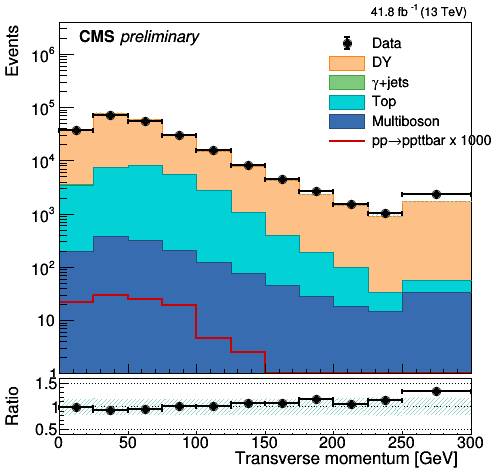 41.8 fb⁻¹ (13 TeV)
CMS preliminary
Events
10⁶
10⁵
10⁴
10³
10²
10
1
Data
DY
γ+jets
Top
Multiboson
pp→ppttbar x 1000
Ratio
1.5
1
0.5
0 50 100 150 200 250 300
Transverse momentum [GeV]